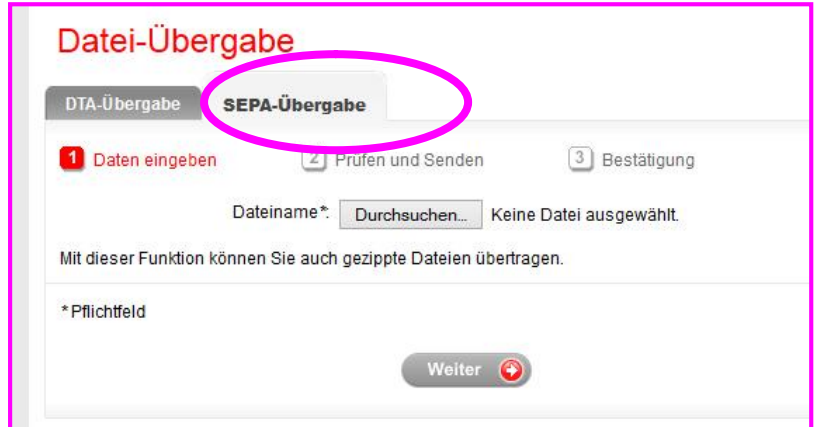 Datei-Übergabe
DTA-Übergabe SEPA-Übergabe
1 Daten eingeben 2 Prüfen und Senden 3 Bestätigung
Dateiname*: Durchsuchen... Keine Datei ausgewählt.
Mit dieser Funktion können Sie auch gezippte Dateien übertragen.
*Pflichtfeld
Weiter